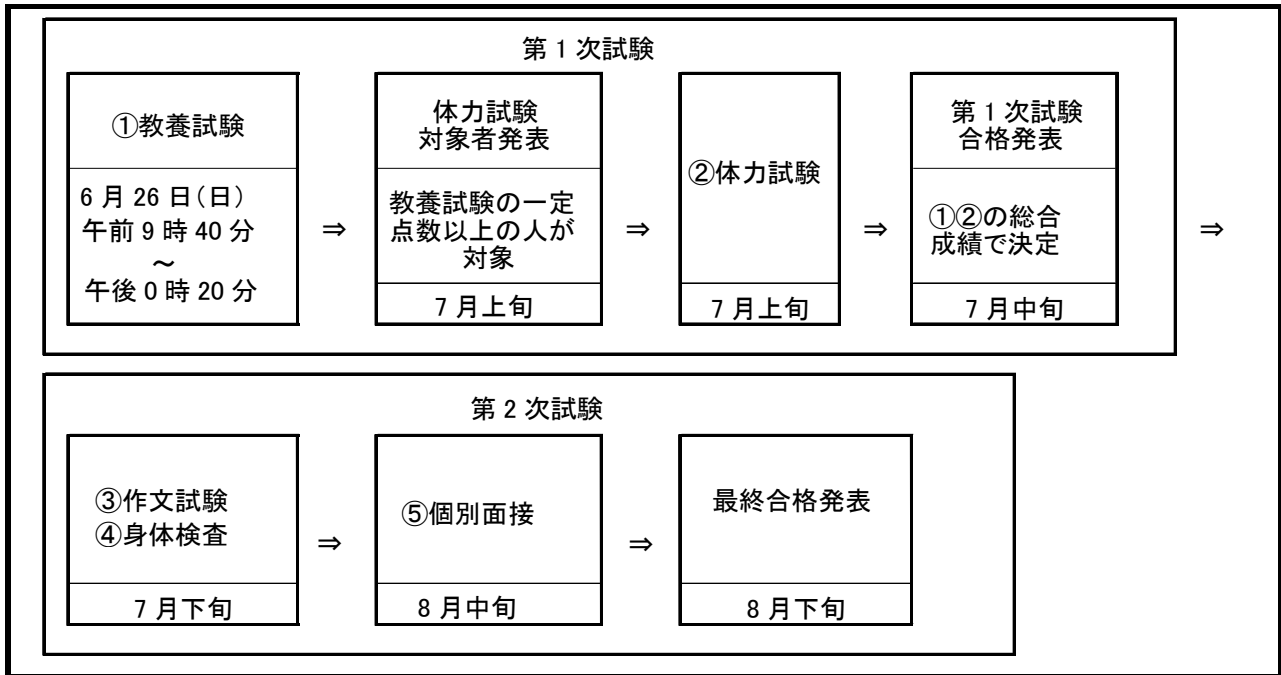 第1次試験
①教養試験
6月26日(日)
午前9時40分
～
午後0時20分
⇒
体力試験
対象者発表
教養試験の一定
点数以上の人が
対象
7月上旬
⇒
②体力試験
7月上旬
⇒
第1次試験
合格発表
①②の総合
成績で決定
7月中旬
⇒
第2次試験
③作文試験
④身体検査
7月下旬
⇒
⑤個別面接
8月中旬
⇒
最終合格発表
8月下旬